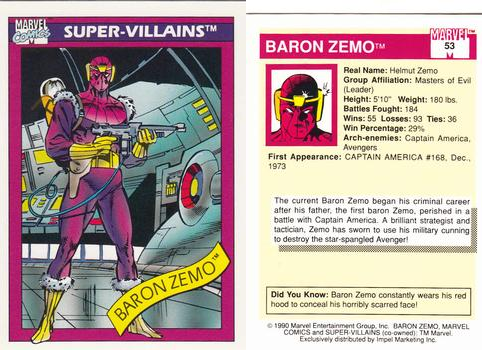 MARVEL
COMICS
SUPER-VILLAINS™
BARON ZEMO™
BARON ZEMO™
MARVEL™
53
Real Name: Helmut Zemo
Group Affiliation: Masters of Evil
(Leader)
Height: 5'10" Weight: 180 lbs.
Battles Fought: 184
Wins: 55 Losses: 93 Ties: 36
Win Percentage: 29%
Arch-enemies: Captain America,
Avengers
First Appearance: CAPTAIN AMERICA #168, Dec.,
1973
The current Baron Zemo began his criminal career
after his father, the first baron Zemo, perished in a
battle with Captain America. A brilliant strategist and
tactician, Zemo has sworn to use his military cunning
to destroy the star-spangled Avenger!
Did You Know: Baron Zemo constantly wears his red
hood to conceal his horribly scarred face!
© 1990 Marvel Entertainment Group, Inc. BARON ZEMO, MARVEL
COMICS and SUPER-VILLAINS (co-owned): TM Marvel.
Exclusively distributed by Impel Marketing Inc.